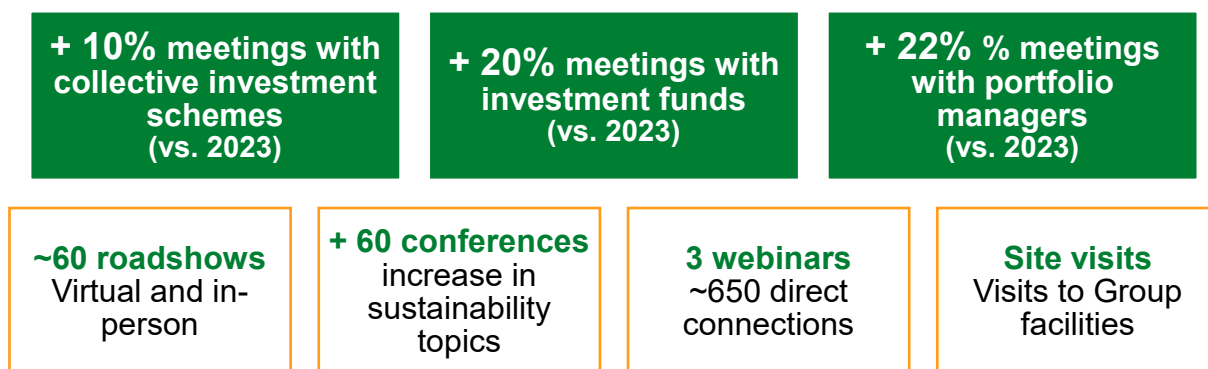 + 10% meetings with
collective investment
schemes
(vs. 2023)
+ 20% meetings with
investment funds
(vs. 2023)
+ 22% % meetings
with portfolio
managers
(vs. 2023)
~60 roadshows
Virtual and in-
person
+ 60 conferences
increase in
sustainability
topics
3 webinars
~650 direct
connections
Site visits
Visits to Group
facilities